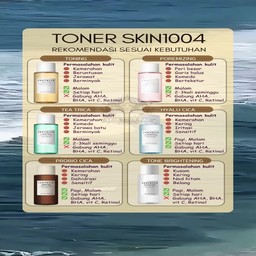 TONER SKIN1004
REKOMENDASI SESUAI KEBUTUHAN
TONING
Permasalahan kulit
Kemerahan
Beruntusan
Jerawat
Berminyak
Malam
Setiap hari
Gabung AHA,
BHA, vit C, Retinol
POREMIZING
Permasalahan kulit
Pori besar
Garis halus
Komedo
Bertekstur
Malam
2-3kali seminggu
Gabung AHA,
BHA, vit C, Retinol
TEA TRICA
Permasalahan kulit
Kemerahan
Komedo
Jerawat batu
Berminyak
Malam
2-3kali seminggu
Gabung AHA,
BHA, vit C, Retinol
HYALU CICA
Permasalahan kulit
Kemerahan
Kering
Iritasi
Sensitif
Pagi, Malam
Setiap hari
Gabung AHA,
BHA, vit C, Retinol
PROBIO CICA
Permasalahan kulit
Kemerahan
Kering
Dehidrasi
Sensitif
Pagi, Malam
Setiap hari
Gabung AHA,
BHA, vit C, Retinol
TONE BRIGHTENING
Permasalahan kulit
Kusam
Kering
Noda hitam
Belang
Pagi, Malam
Setiap hari
Gabung AHA,
BHA, vit C, Retinol